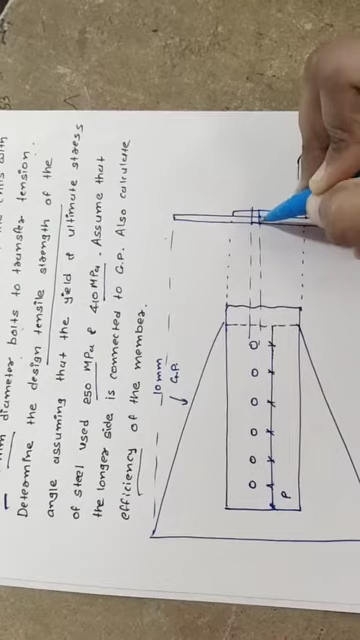 diameter bolts to transfer tension.
Determine the design tensile strength of the
angle assuming that the yield & ultimate stress
of steel used 250 MPa & 410 MPa. Assume that
the longer side is connected to G.P. Also calculate
efficiency of the member.
10mm
G.P.
P